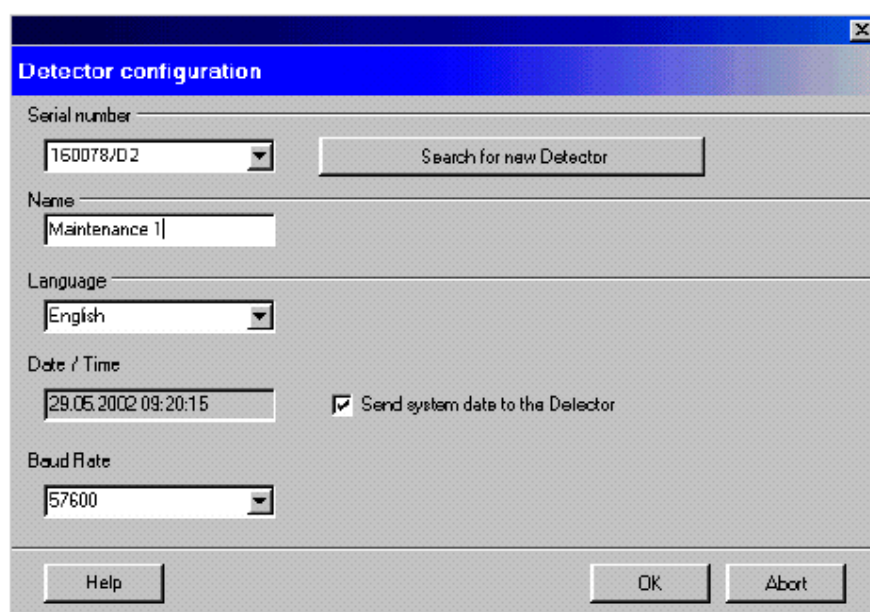 Detector configuration
Serial number
160078/D2
Search for new Detector
Name
Maintenance 1
Language
English
Date / Time
29.05.2002 09:20:15
Send system date to the Detector
Baud Rate
57600
Help
OK
Abort